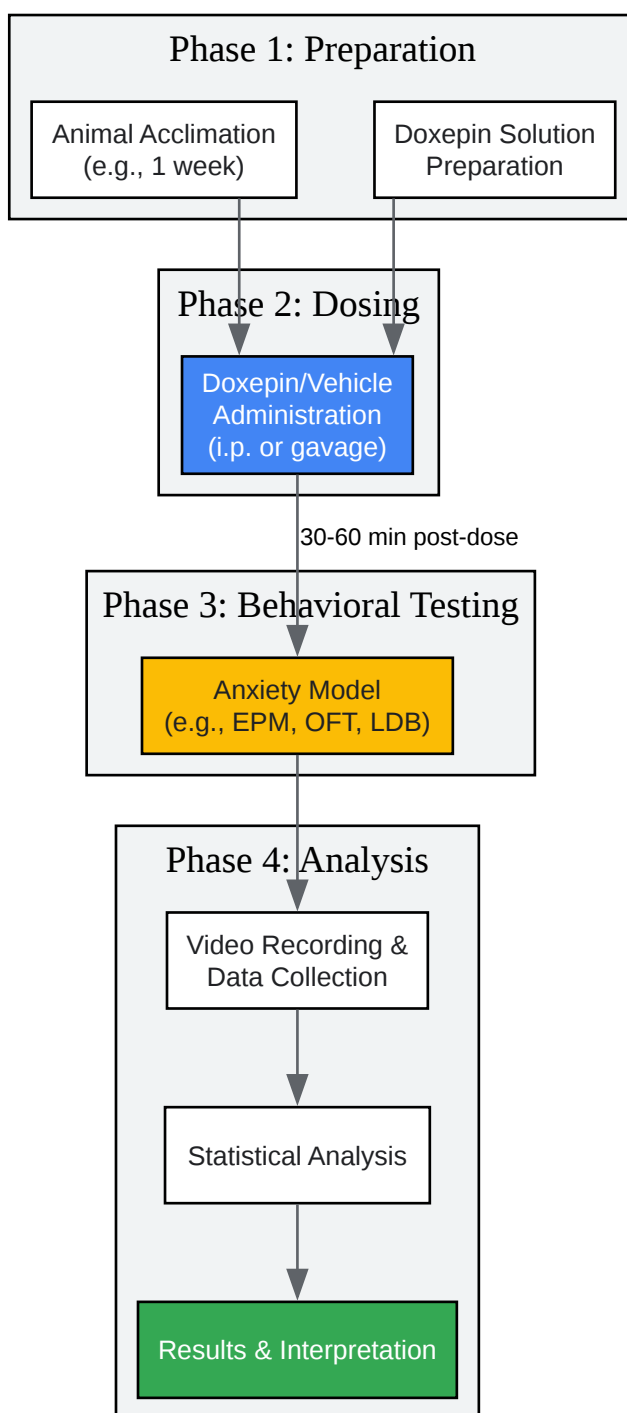 Phase 1: Preparation
Animal Acclimation
(e.g., 1 week)
Doxepin Solution
Preparation
Phase 2: Dosing
Doxepin/Vehicle
Administration
(i.p. or gavage)
30-60 min post-dose
Phase 3: Behavioral Testing
Anxiety Model
(e.g., EPM, OFT, LDB)
Phase 4: Analysis
Video Recording &
Data Collection
Statistical Analysis
Results & Interpretation